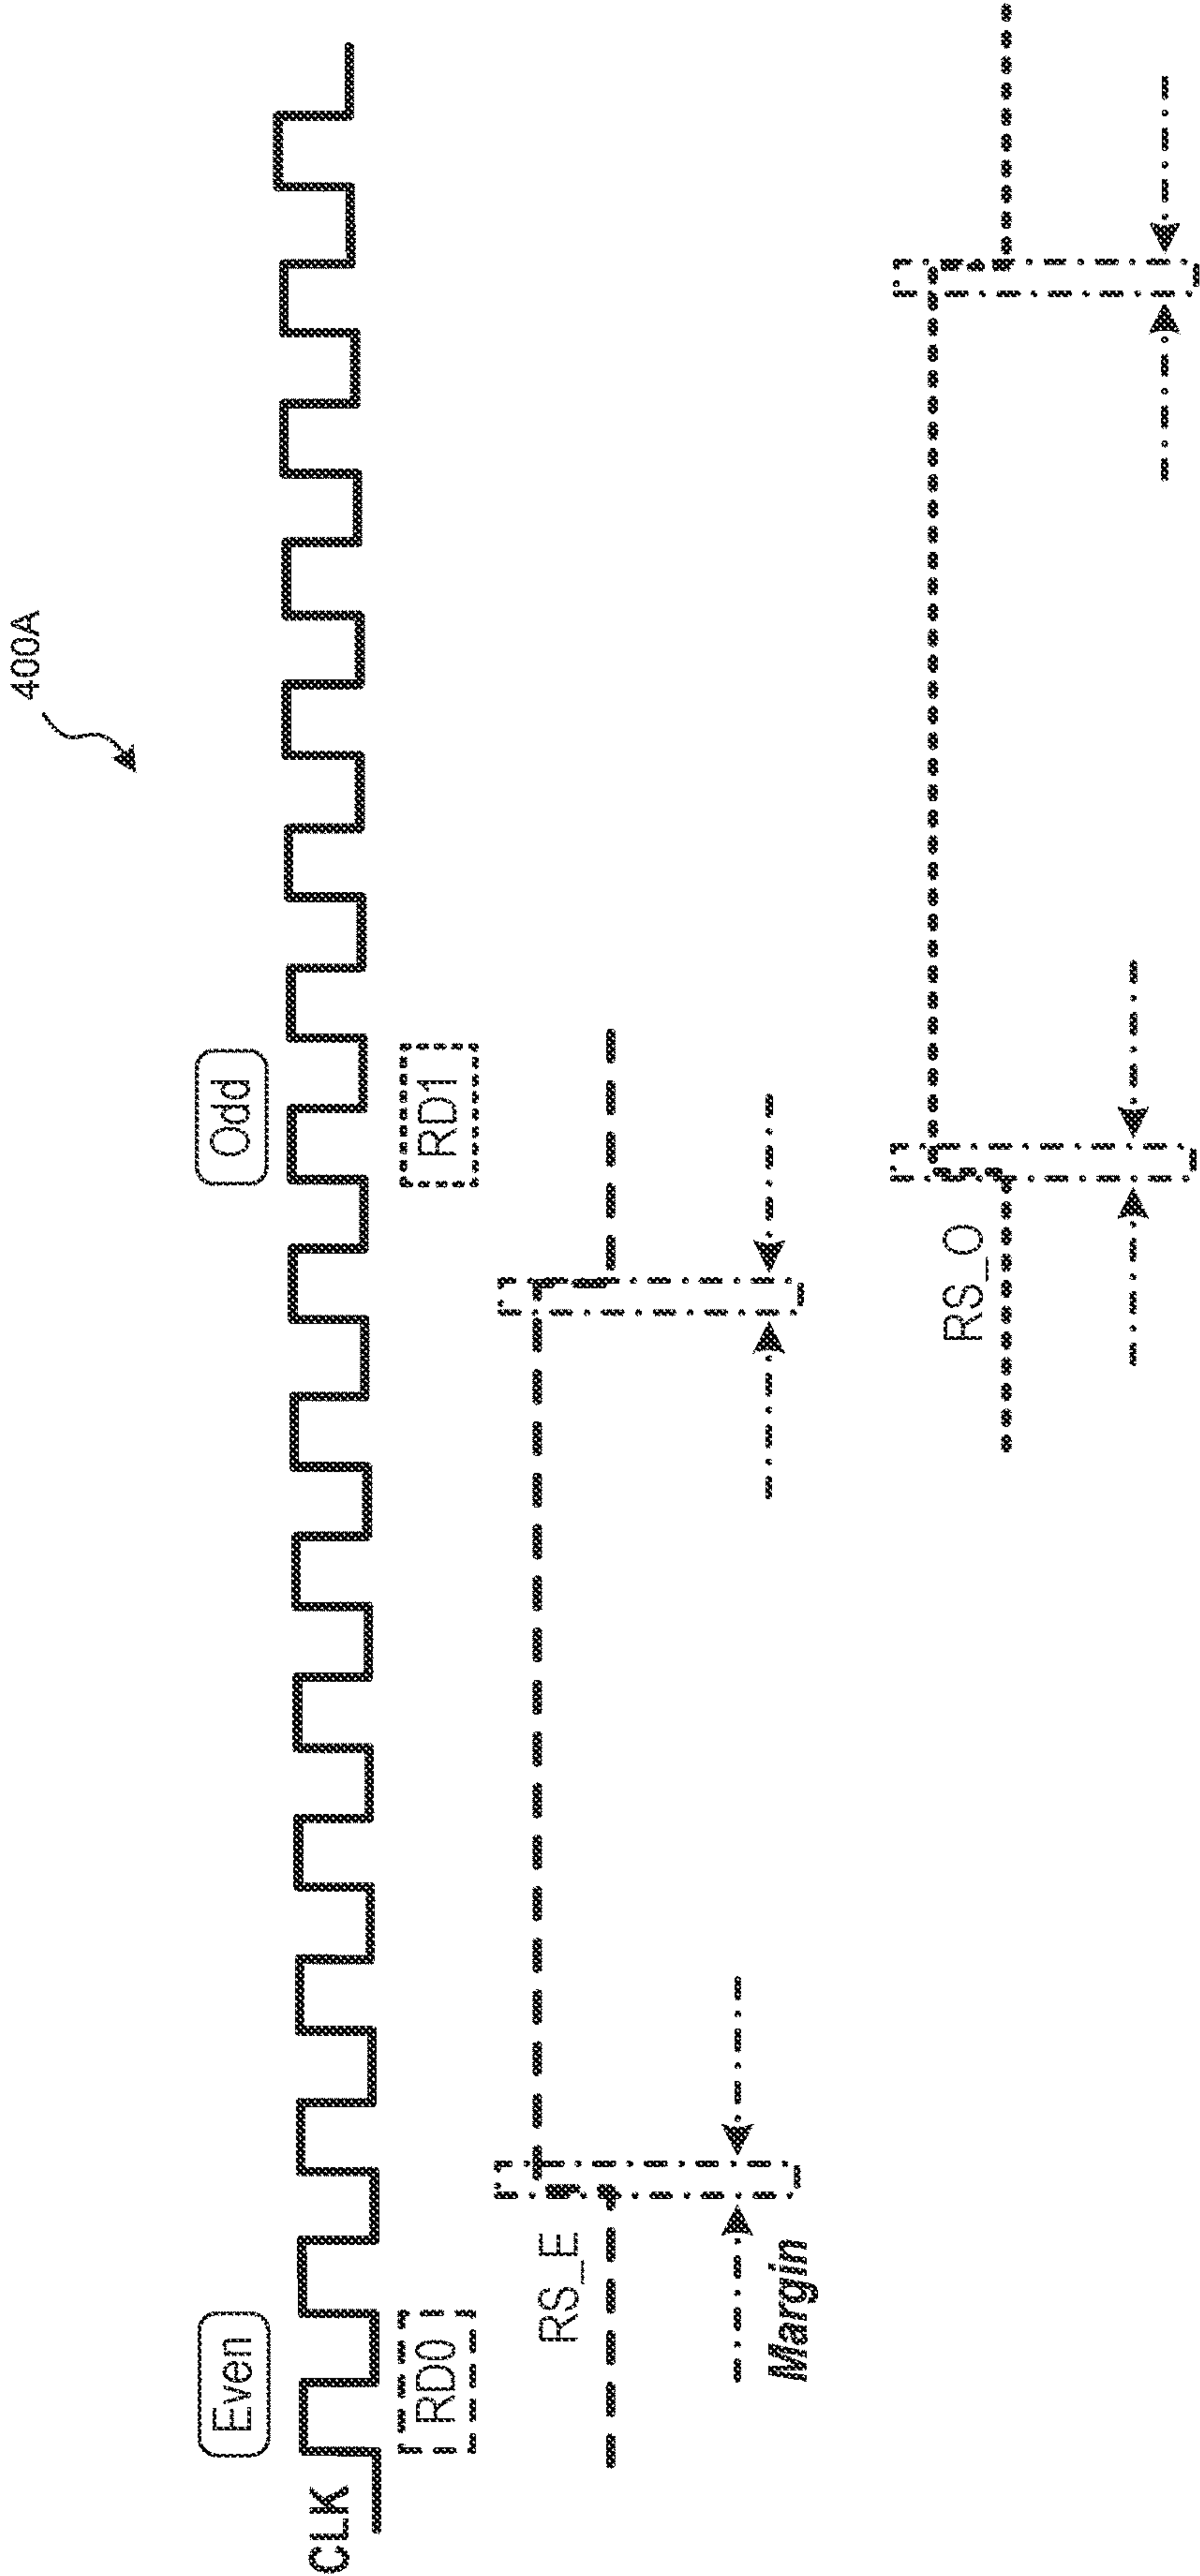 400A
Even
Odd
CLK
RD0
RD1
RS_E
Margin
RS_O